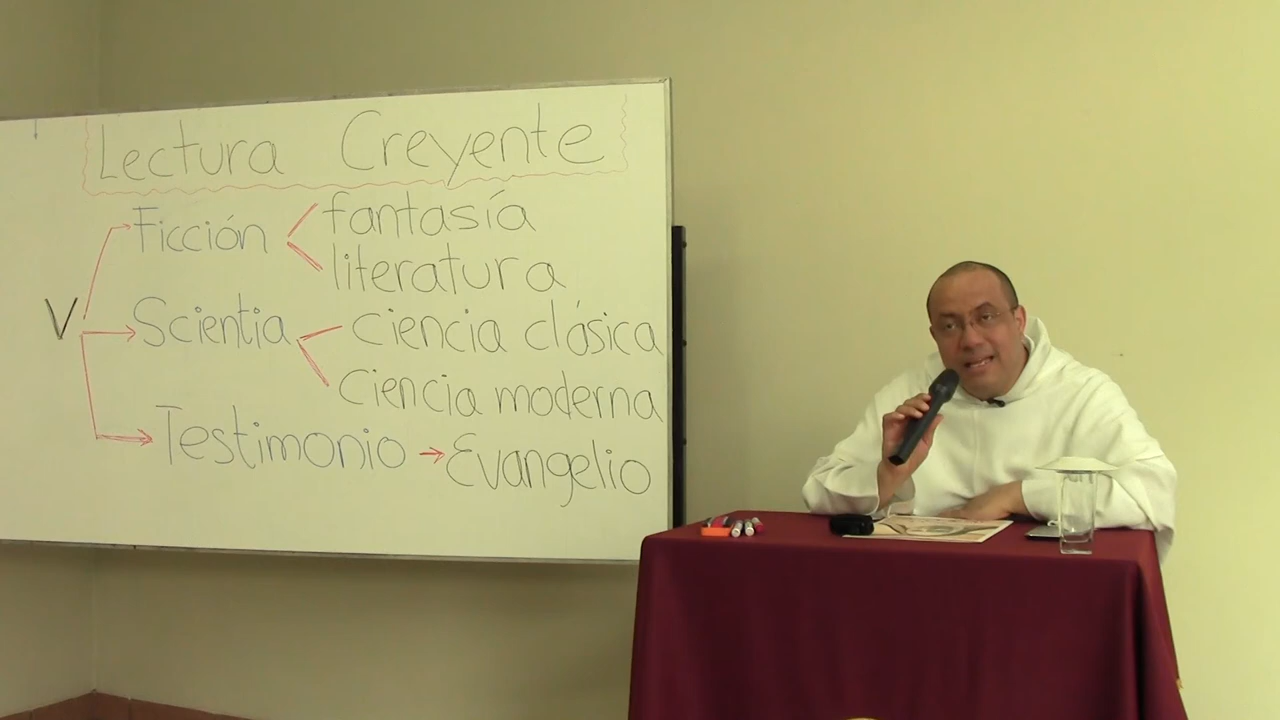 Lectura Creyente
Ficción
fantasía
literatura
V
Scientia
ciencia clásica
ciencia moderna
Testimonio → Evangelio